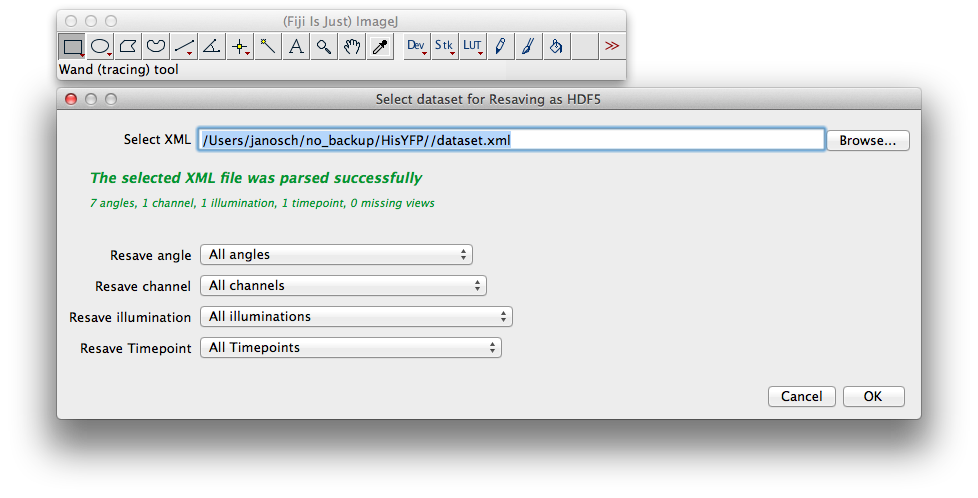 (Fiji Is Just) ImageJ
A Dev Stk LUT >>
Wand (tracing) tool
Select dataset for Resaving as HDF5
Select XML /Users/janosch/no_backup/HisYFP//dataset.xml Browse...
The selected XML file was parsed successfully
7 angles, 1 channel, 1 illumination, 1 timepoint, 0 missing views
Resave angle All angles
Resave channel All channels
Resave illumination All illuminations
Resave Timepoint All Timepoints
Cancel OK